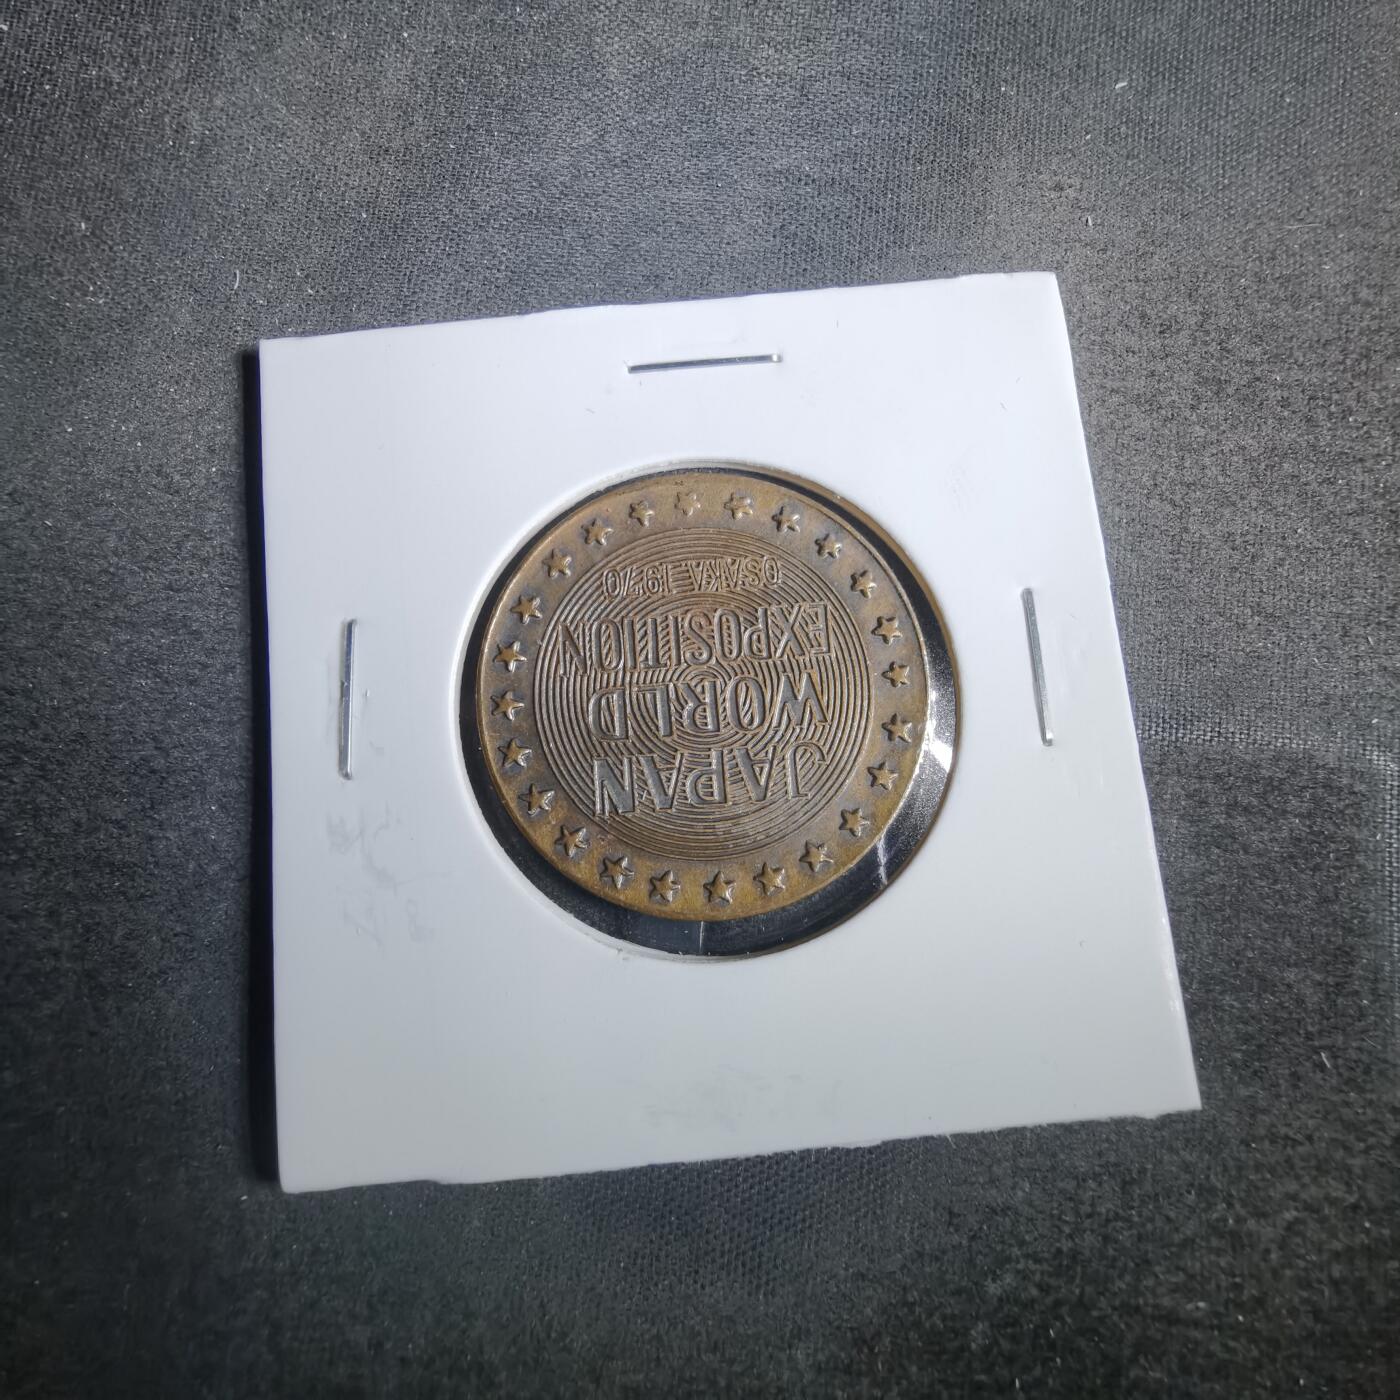 JAPAN
WORLD
EXPOSITION
OSAKA 1970